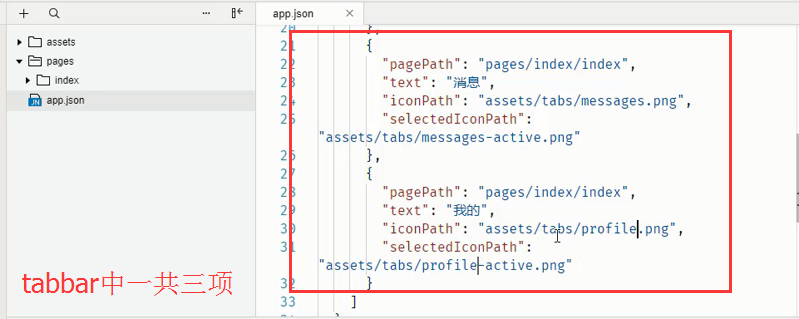 app.json
assets
pages
index
app.json
20 },
21 {
22 "pagePath": "pages/index/index",
23 "text": "消息",
24 "iconPath": "assets/tabs/messages.png",
25 "selectedIconPath":
"assets/tabs/messages-active.png"
26 },
27 {
28 "pagePath": "pages/index/index",
29 "text": "我的",
30 "iconPath": "assets/tabs/profile.png",
31 "selectedIconPath":
"assets/tabs/profile-active.png"
32 }
33 ]
tabbar中一共三项